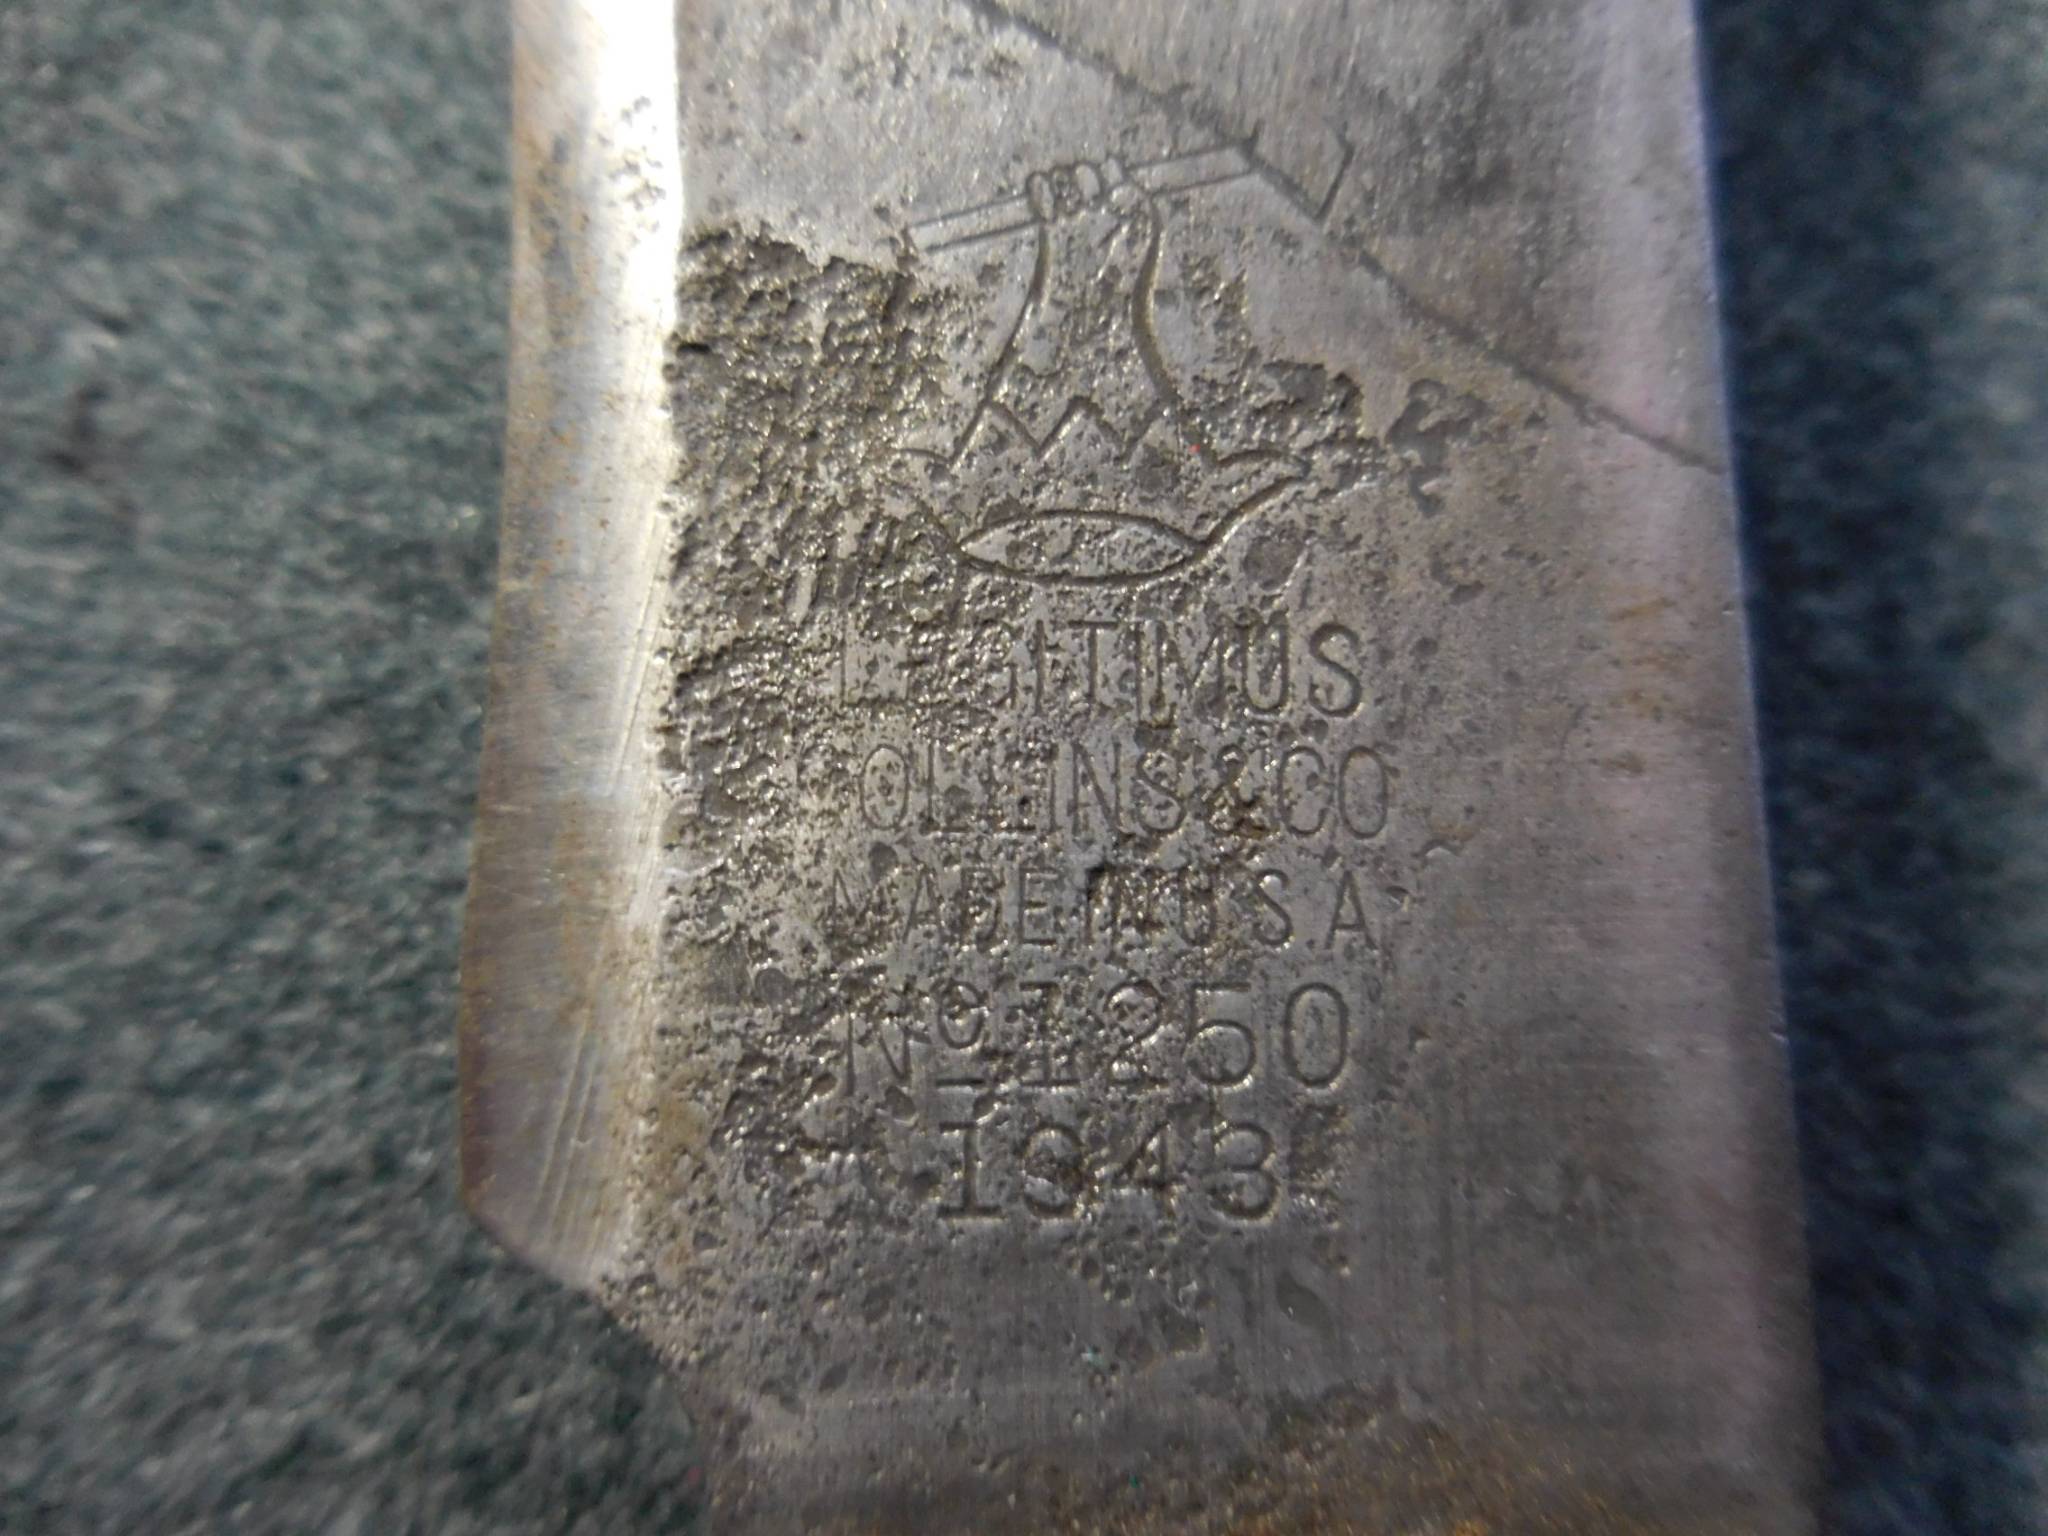 LEGITIMUS
COLLINS & CO
MADE IN U.S.A
Nº 1250
1943